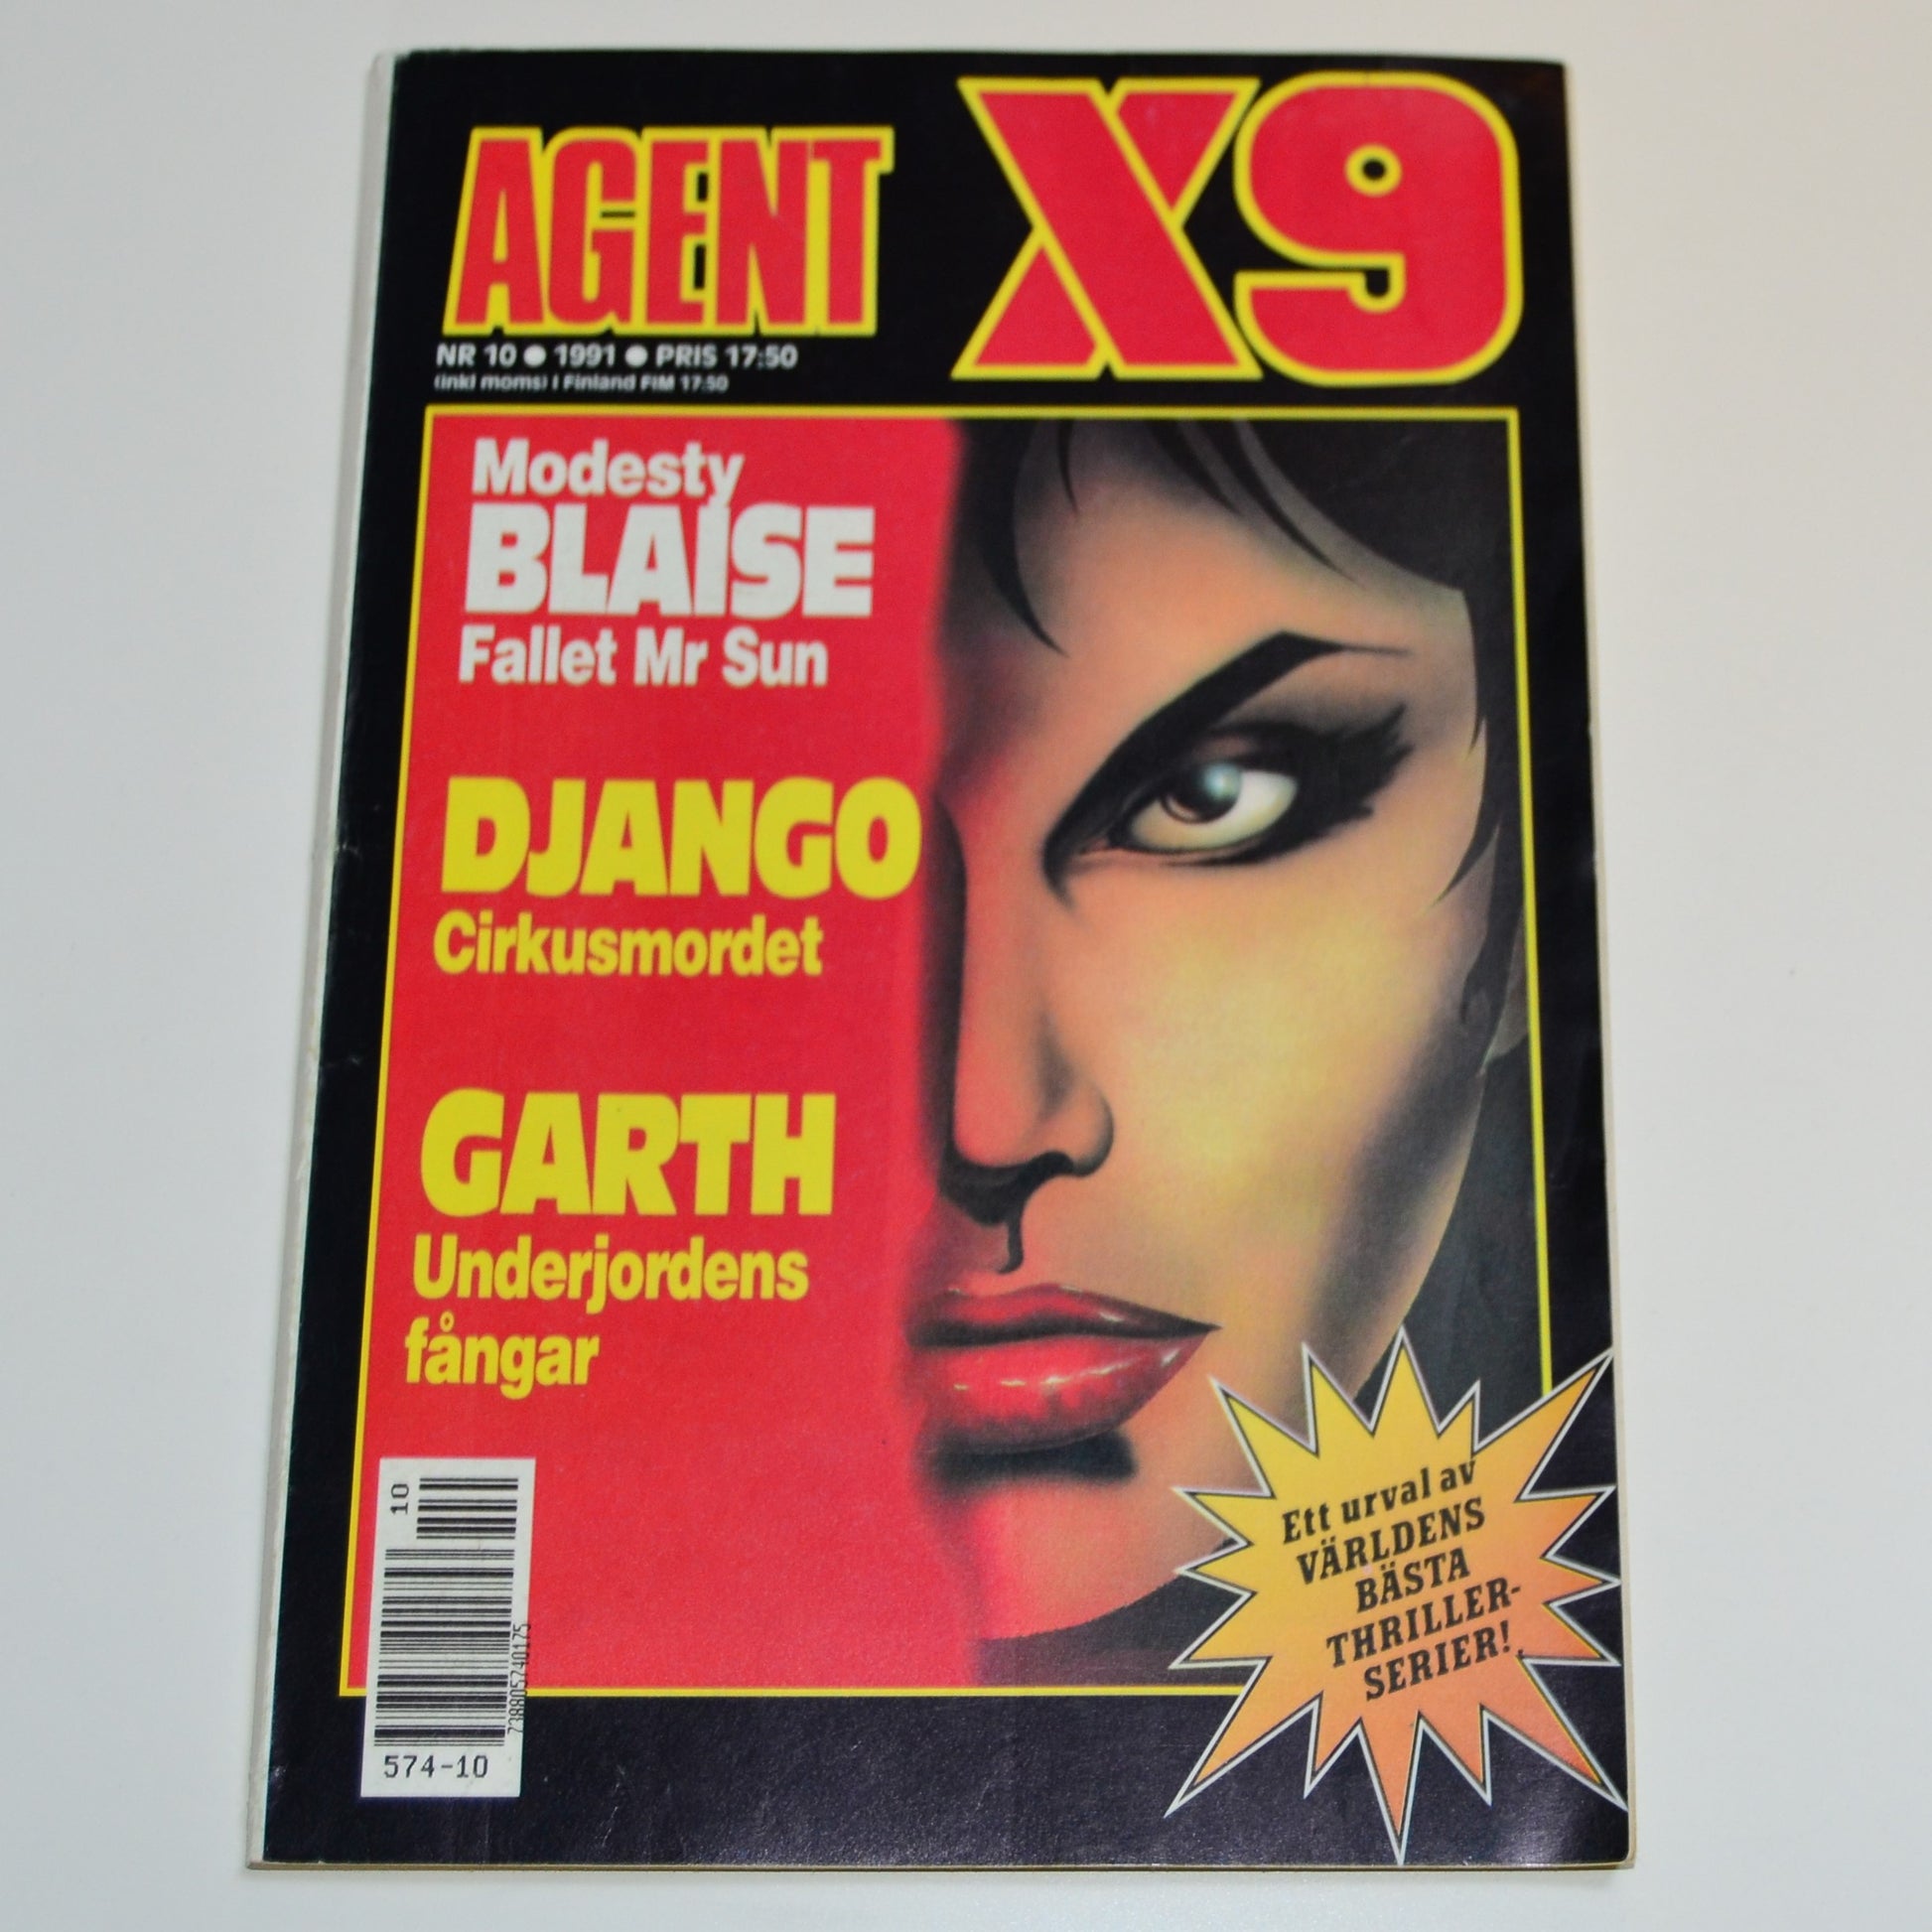 AGENT X9
NR 10 ● 1991 ● PRIS 17:50
(inkl moms) I Finland FIM 17:50
Modesty
BLAISE
Fallet Mr Sun
DJANGO
Cirkusmordet
GARTH
Underjordens
fångar
Ett urval av
VÄRLDENS
BÄSTA
THRILLER-
SERIER!
10
738805740175
574-10